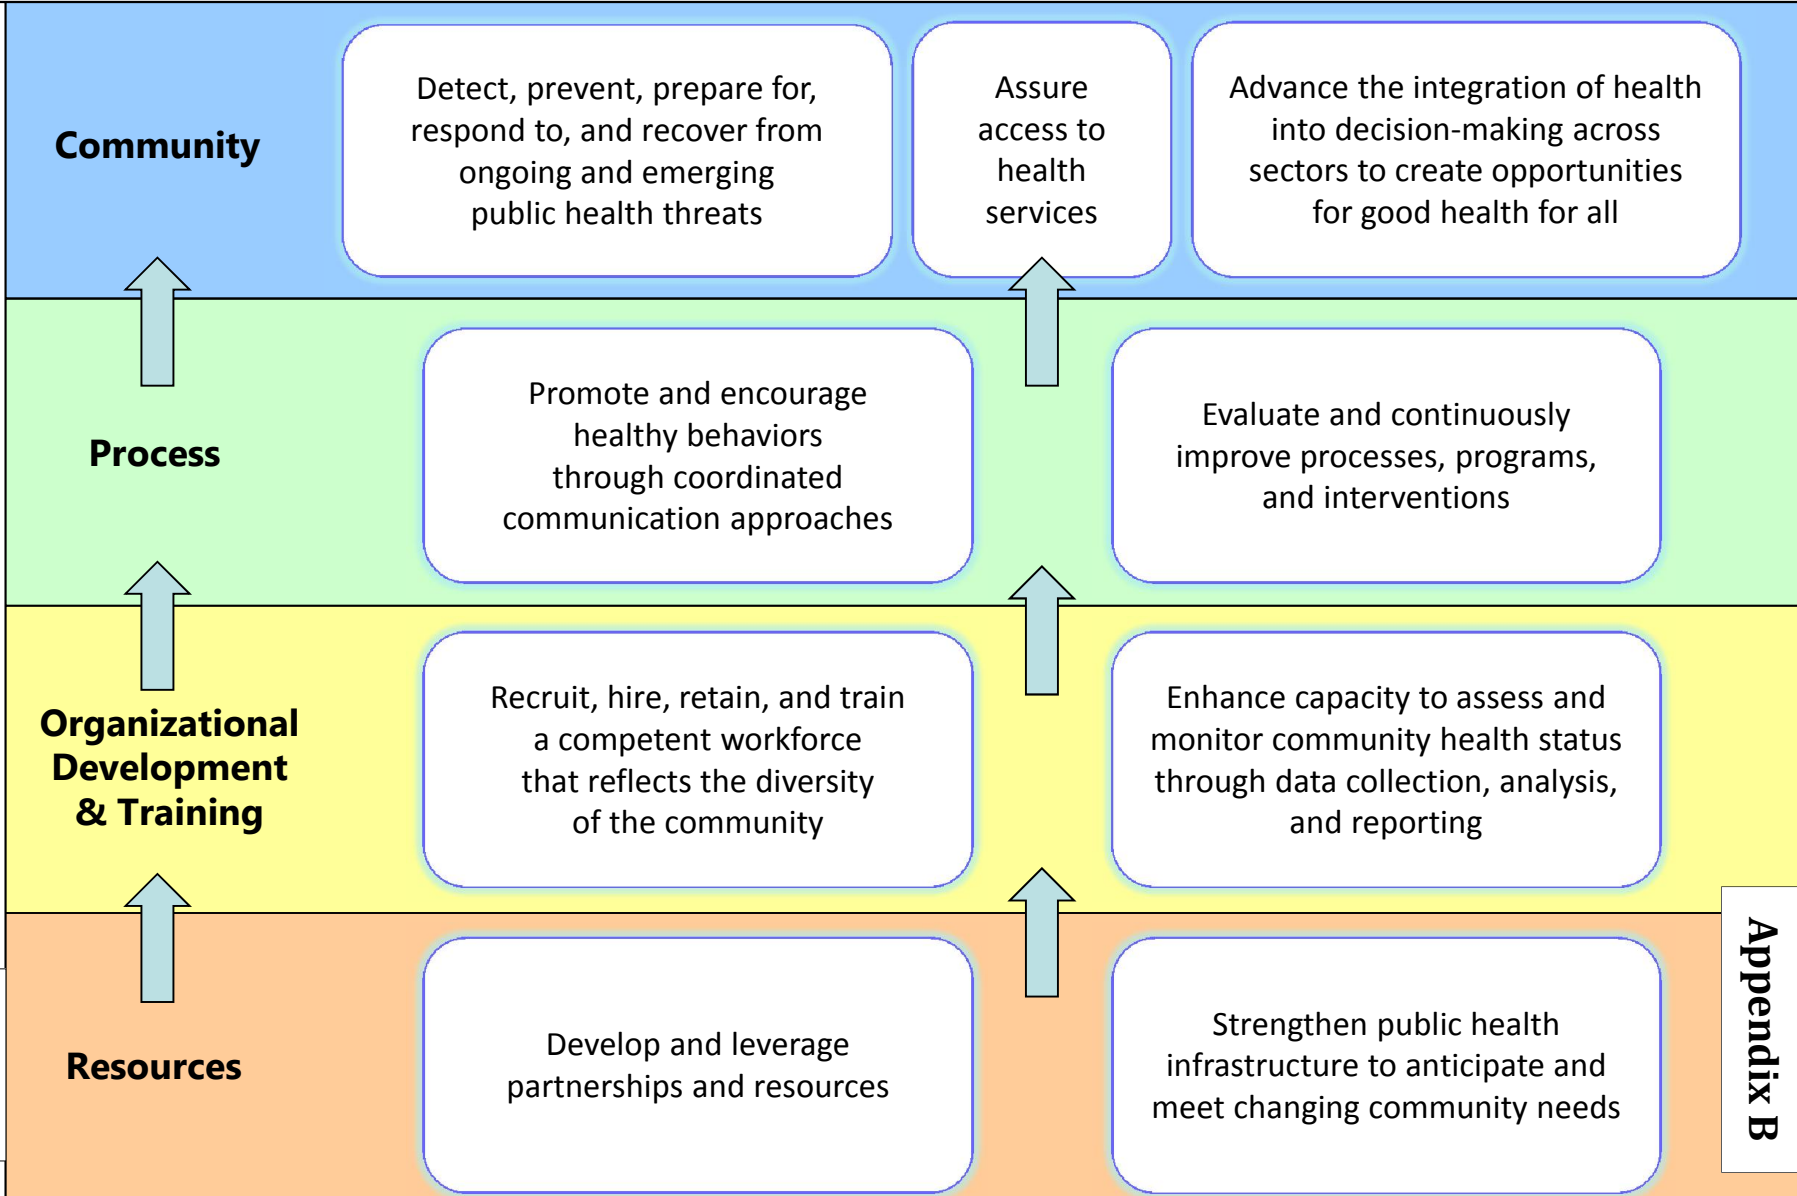 Community
Detect, prevent, prepare for,
respond to, and recover from
ongoing and emerging
public health threats
Assure
access to
health
services
Advance the integration of health
into decision-making across
sectors to create opportunities
for good health for all
Process
Promote and encourage
healthy behaviors
through coordinated
communication approaches
Evaluate and continuously
improve processes, programs,
and interventions
Organizational
Development
& Training
Recruit, hire, retain, and train
a competent workforce
that reflects the diversity
of the community
Enhance capacity to assess and
monitor community health status
through data collection, analysis,
and reporting
Resources
Develop and leverage
partnerships and resources
Strengthen public health
infrastructure to anticipate and
meet changing community needs
Appendix B